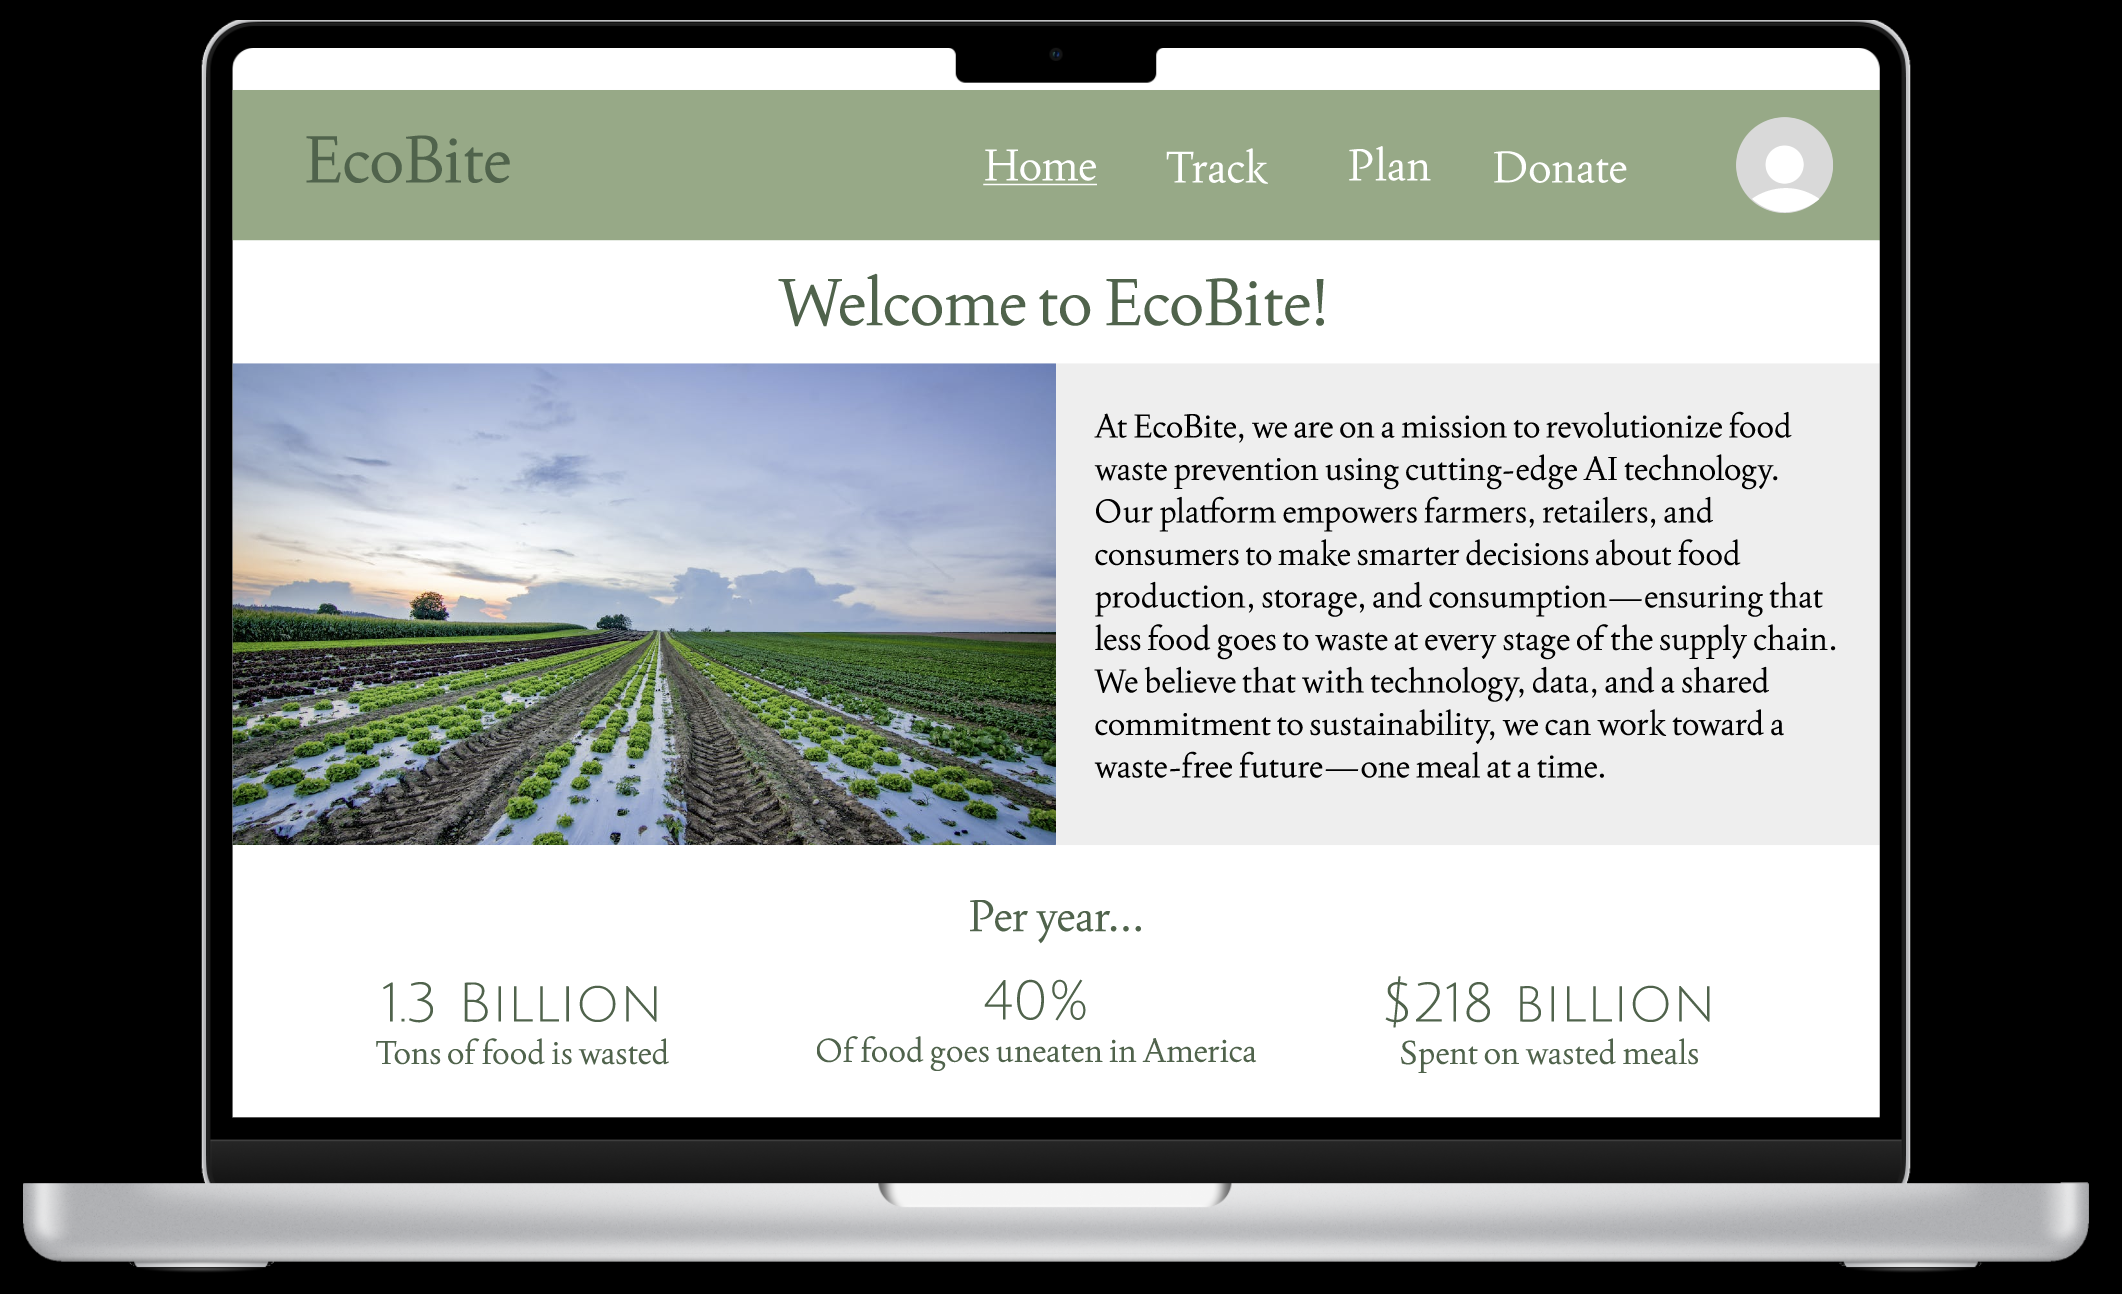 EcoBite
Home Track Plan Donate
Welcome to EcoBite!
At EcoBite, we are on a mission to revolutionize food
waste prevention using cutting-edge AI technology.
Our platform empowers farmers, retailers, and
consumers to make smarter decisions about food
production, storage, and consumption—ensuring that
less food goes to waste at every stage of the supply chain.
We believe that with technology, data, and a shared
commitment to sustainability, we can work toward a
waste-free future—one meal at a time.
Per year...
1.3 BILLION
Tons of food is wasted
40%
Of food goes uneaten in America
$218 BILLION
Spent on wasted meals